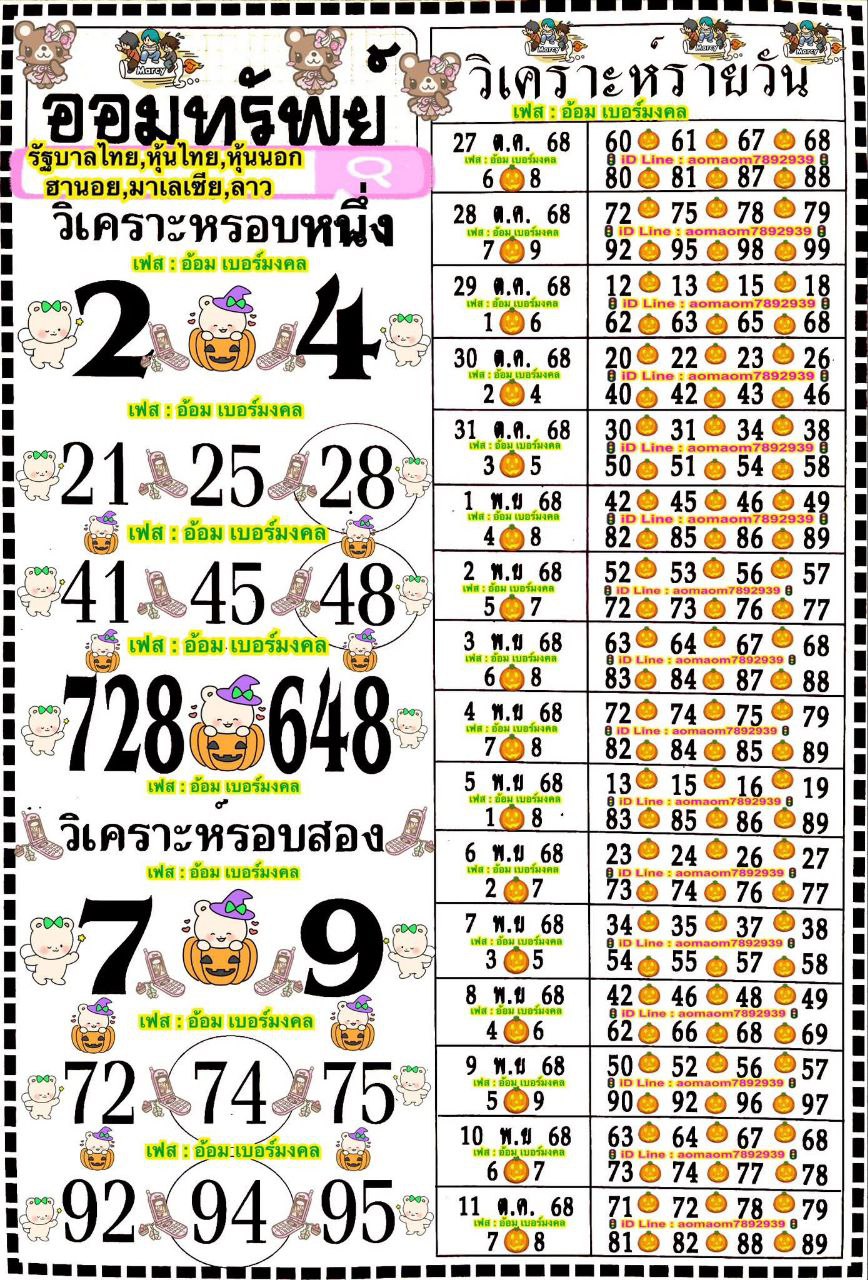 Marcy
ออมทรัพย์
รัฐบาลไทย,หุ้นไทย,หุ้นนอก
ฮานอย,มาเลเซีย,ลาว
วิเคราะหรอบหนึ่ง
เฟส : อ้อม เบอร์มงคล
2 4
เฟส : อ้อม เบอร์มงคล
21 25 28
เฟส : อ้อม เบอร์มงคล
41 45 48
เฟส : อ้อม เบอร์มงคล
728 648
เฟส : อ้อม เบอร์มงคล
วิเคราะห์รอบสอง
เฟส : อ้อม เบอร์มงคล
7 9
เฟส : อ้อม เบอร์มงคล
72 74 75
เฟส : อ้อม เบอร์มงคล
92 94 95
Marcy Marcy Marcy
วิเคราะห์รายวัน
เฟส : อ้อม เบอร์มงคล
27 ต.ค. 68 60 61 67 68
เฟส : อ้อม เบอร์มงคล iD Line : aomaom7892939
6 8 80 81 87 88
28 ต.ค. 68 72 75 78 79
เฟส : อ้อม เบอร์มงคล iD Line : aomaom7892939
7 9 92 95 98 99
29 ต.ค. 68 12 13 15 18
เฟส : อ้อม เบอร์มงคล iD Line : aomaom7892939
1 6 62 63 65 68
30 ต.ค. 68 20 22 23 26
เฟส : อ้อม เบอร์มงคล iD Line : aomaom7892939
2 4 40 42 43 46
31 ต.ค. 68 30 31 34 38
เฟส : อ้อม เบอร์มงคล iD Line : aomaom7892939
3 5 50 51 54 58
1 พ.ย 68 42 45 46 49
เฟส : อ้อม เบอร์มงคล iD Line : aomaom7892939
4 8 82 85 86 89
2 พ.ย 68 52 53 56 57
เฟส : อ้อม เบอร์มงคล iD Line : aomaom7892939
5 7 72 73 76 77
3 พ.ย 68 63 64 67 68
เฟส : อ้อม เบอร์มงคล iD Line : aomaom7892939
6 8 83 84 87 88
4 พ.ย 68 72 74 75 79
เฟส : อ้อม เบอร์มงคล iD Line : aomaom7892939
7 8 82 84 85 89
5 พ.ย 68 13 15 16 19
เฟส : อ้อม เบอร์มงคล iD Line : aomaom7892939
1 8 83 85 86 89
6 พ.ย 68 23 24 26 27
เฟส : อ้อม เบอร์มงคล iD Line : aomaom7892939
2 7 73 74 76 77
7 พ.ย 68 34 35 37 38
เฟส : อ้อม เบอร์มงคล iD Line : aomaom7892939
3 5 54 55 57 58
8 พ.ย 68 42 46 48 49
เฟส : อ้อม เบอร์มงคล iD Line : aomaom7892939
4 6 62 66 68 69
9 พ.ย 68 50 52 56 57
เฟส : อ้อม เบอร์มงคล iD Line : aomaom7892939
5 9 90 92 96 97
10 พ.ย 68 63 64 67 68
เฟส : อ้อม เบอร์มงคล iD Line : aomaom7892939
6 7 73 74 77 78
11 ต.ค. 68 71 72 78 79
เฟส : อ้อม เบอร์มงคล iD Line : aomaom7892939
7 8 81 82 88 89